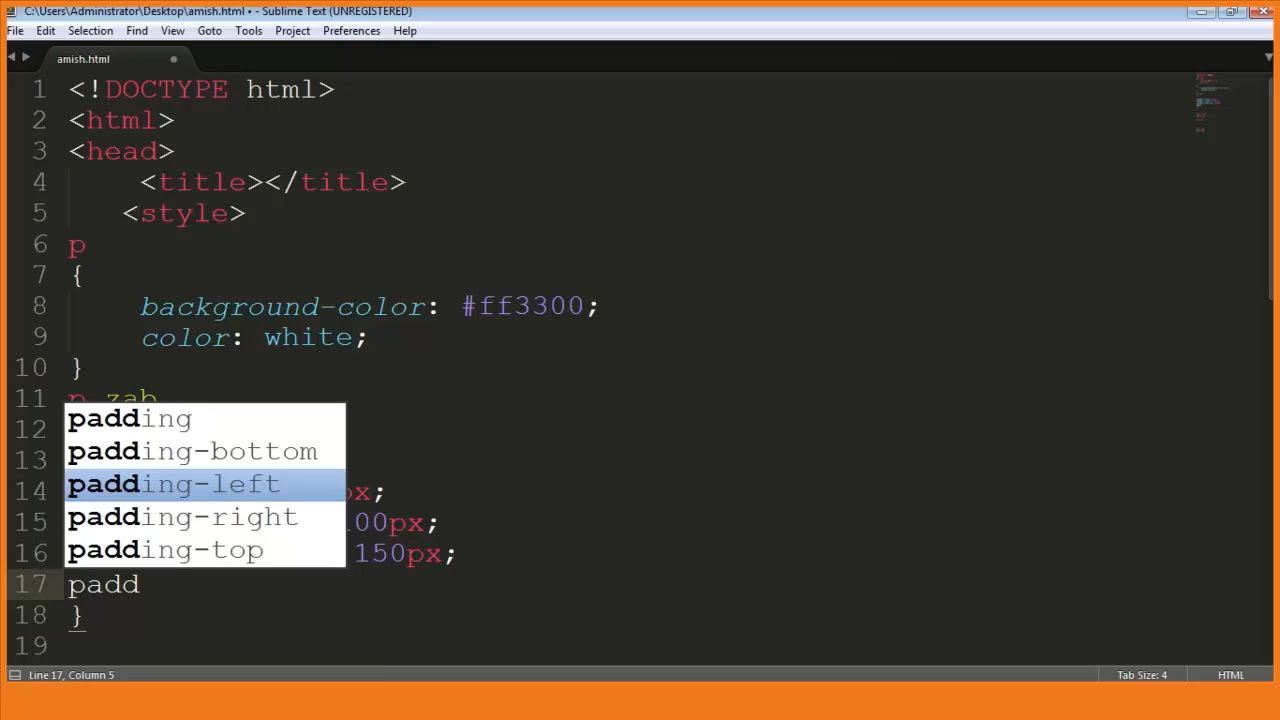 C:\Users\Administrator\Desktop\amish.html • - Sublime Text (UNREGISTERED)
File Edit Selection Find View Goto Tools Project Preferences Help
amish.html
1 <!DOCTYPE html>
2 <html>
3 <head>
4 <title></title>
5 <style>
6 p
7 {
8 background-color: #ff3300;
9 color: white;
10 }
11 p zab
padding
12
padding-bottom
13
padding-left
14 px;
padding-right
15 100px;
padding-top
16 150px;
17 padd
18 }
19
Line 17, Column 5 Tab Size: 4 HTML